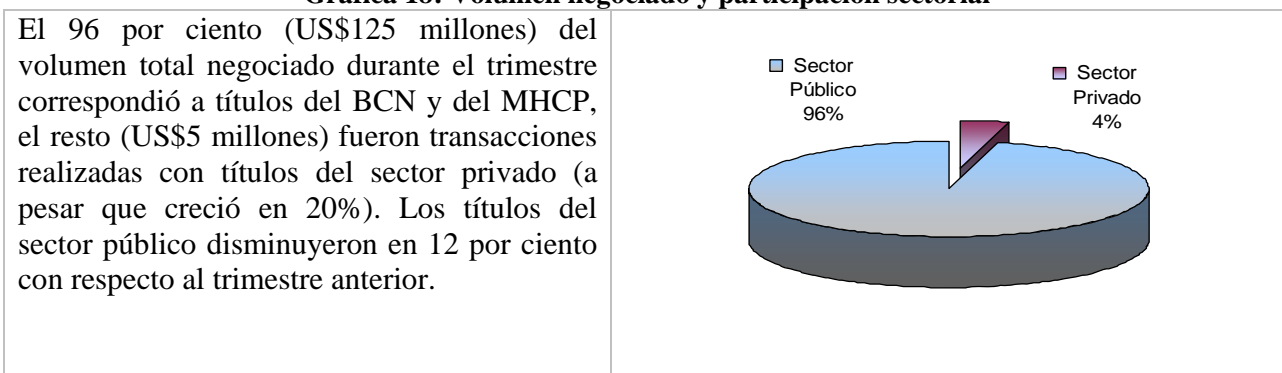 Gráfica 18: Volumen negociado y participación sectorial
El 96 por ciento (US$125 millones) del
volumen total negociado durante el trimestre
correspondió a títulos del BCN y del MHCP,
el resto (US$5 millones) fueron transacciones
realizadas con títulos del sector privado (a
pesar que creció en 20%). Los títulos del
sector público disminuyeron en 12 por ciento
con respecto al trimestre anterior.
Sector
Público
96%
Sector
Privado
4%